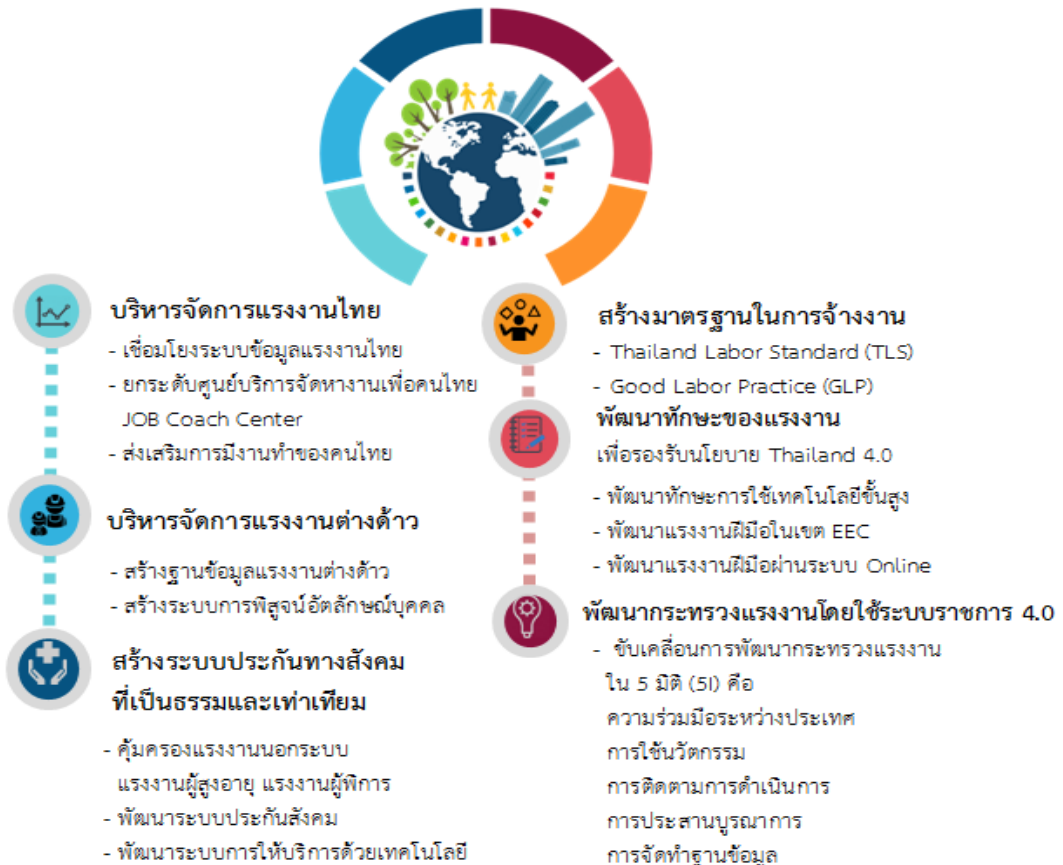 บริหารจัดการแรงงานไทย
- เชื่อมโยงระบบข้อมูลแรงงานไทย
- ยกระดับศูนย์บริการจัดหางานเพื่อคนไทย
JOB Coach Center
- ส่งเสริมการมีงานทำของคนไทย
บริหารจัดการแรงงานต่างด้าว
- สร้างฐานข้อมูลแรงงานต่างด้าว
- สร้างระบบการพิสูจน์อัตลักษณ์บุคคล
สร้างระบบประกันทางสังคม
ที่เป็นธรรมและเท่าเทียม
- คุ้มครองแรงงานนอกระบบ
แรงงานผู้สูงอายุ แรงงานผู้พิการ
- พัฒนาระบบประกันสังคม
- พัฒนาระบบการให้บริการด้วยเทคโนโลยี
สร้างมาตรฐานในการจ้างงาน
- Thailand Labor Standard (TLS)
- Good Labor Practice (GLP)
พัฒนาทักษะของแรงงาน
เพื่อรองรับนโยบาย Thailand 4.0
- พัฒนาทักษะการใช้เทคโนโลยีขั้นสูง
- พัฒนาแรงงานฝีมือในเขต EEC
- พัฒนาแรงงานฝีมือผ่านระบบ Online
พัฒนากระทรวงแรงงานโดยใช้ระบบราชการ 4.0
- ขับเคลื่อนการพัฒนากระทรวงแรงงาน
ใน 5 มิติ (5I) คือ
ความร่วมมือระหว่างประเทศ
การใช้นวัตกรรม
การติดตามการดำเนินการ
การประสานบูรณาการ
การจัดทำฐานข้อมูล